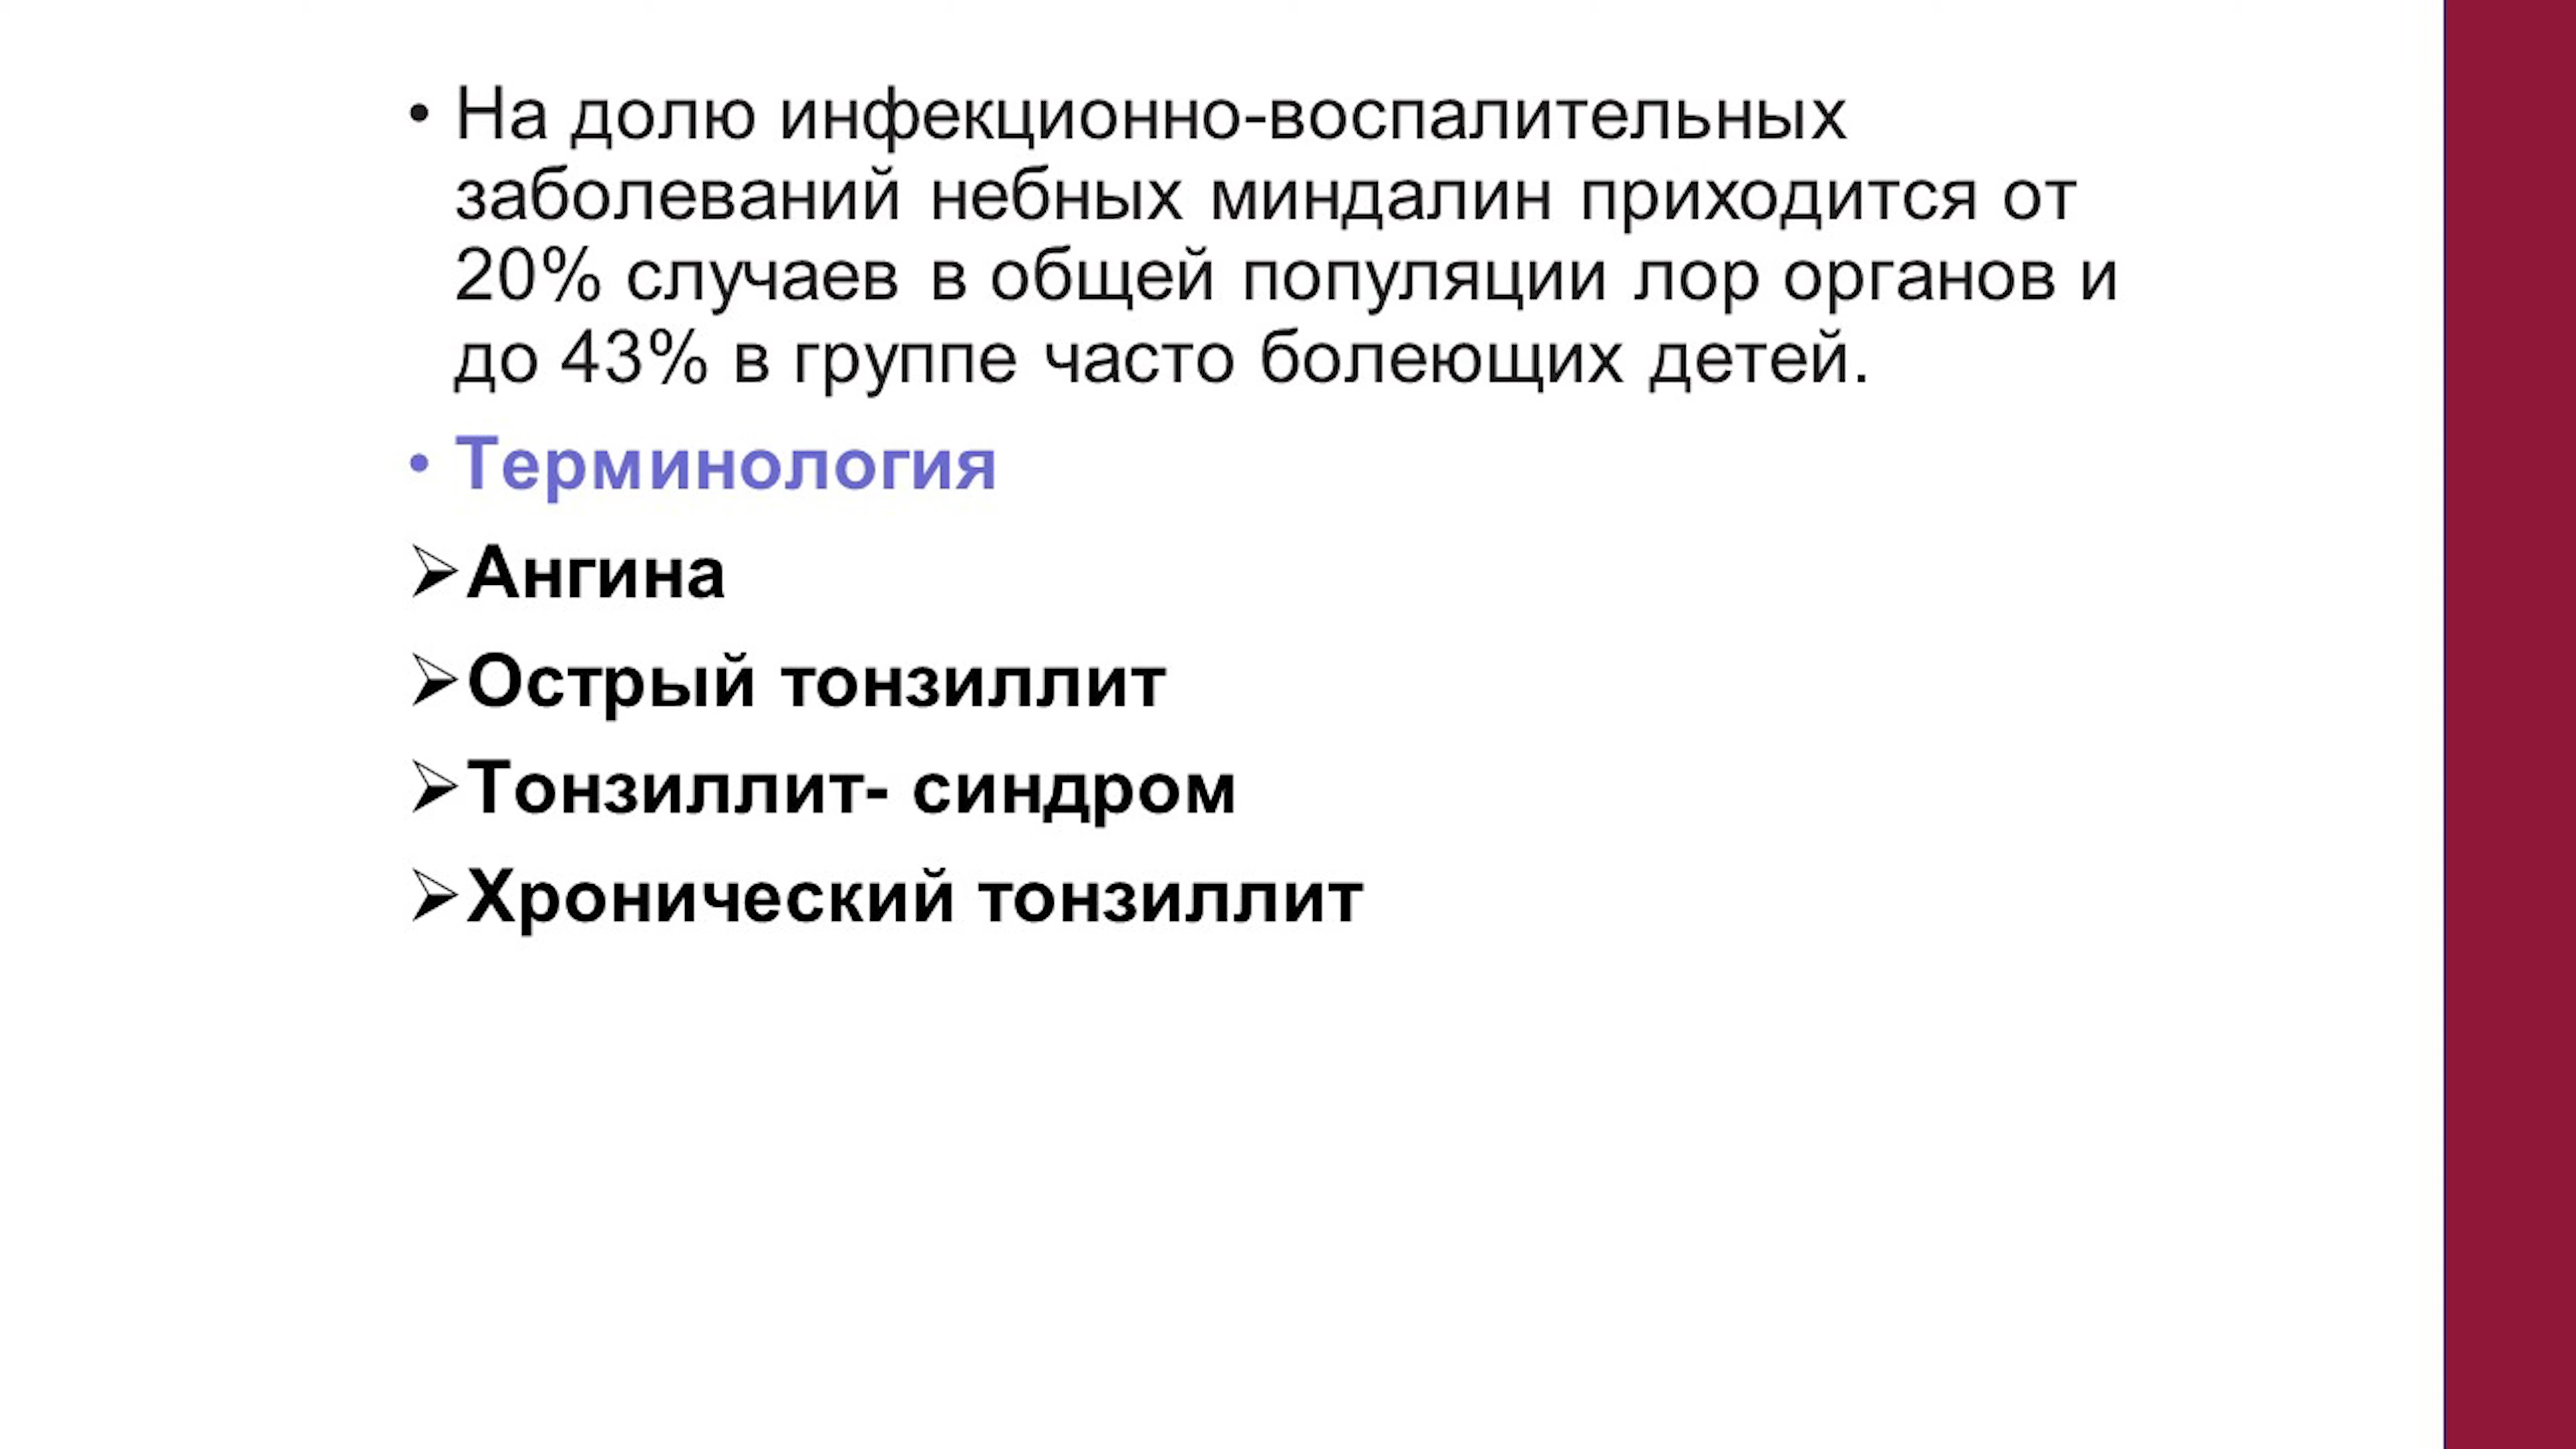 • На долю инфекционно-воспалительных
заболеваний небных миндалин приходится от
20% случаев в общей популяции лор органов и
до 43% в группе часто болеющих детей.
• Терминология
➢Ангина
➢Острый тонзиллит
➢Тонзиллит- синдром
➢Хронический тонзиллит